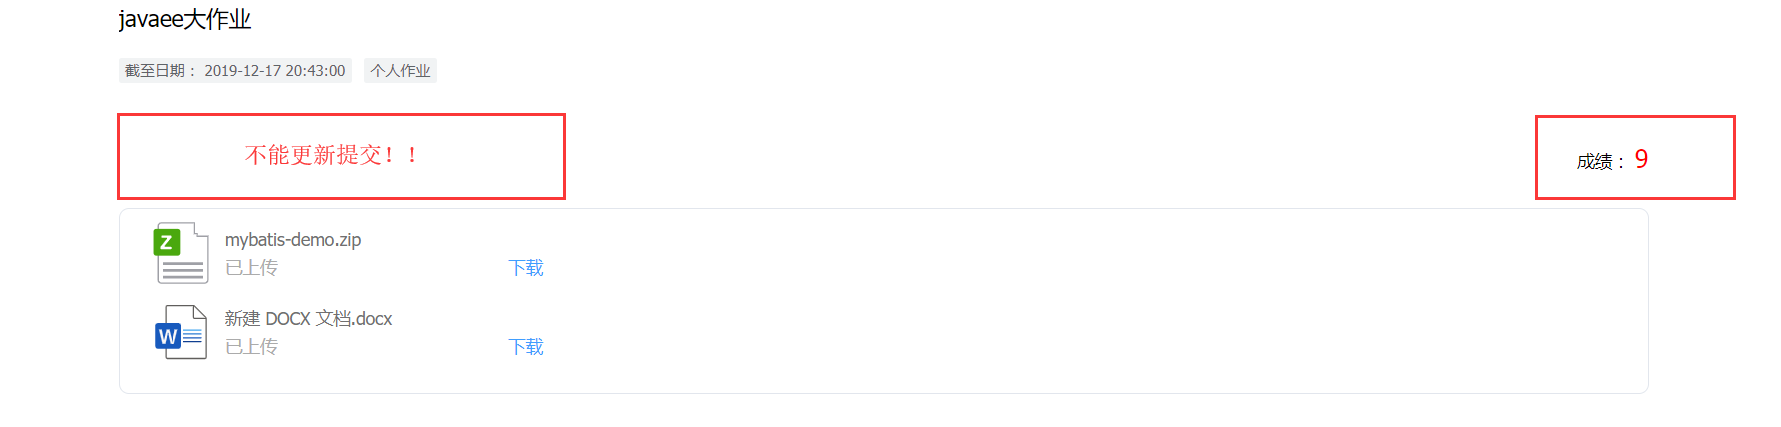 javaee大作业
截至日期： 2019-12-17 20:43:00 个人作业
不能更新提交！！
成绩： 9
Z mybatis-demo.zip
已上传 下载
W 新建 DOCX 文档.docx
已上传 下载